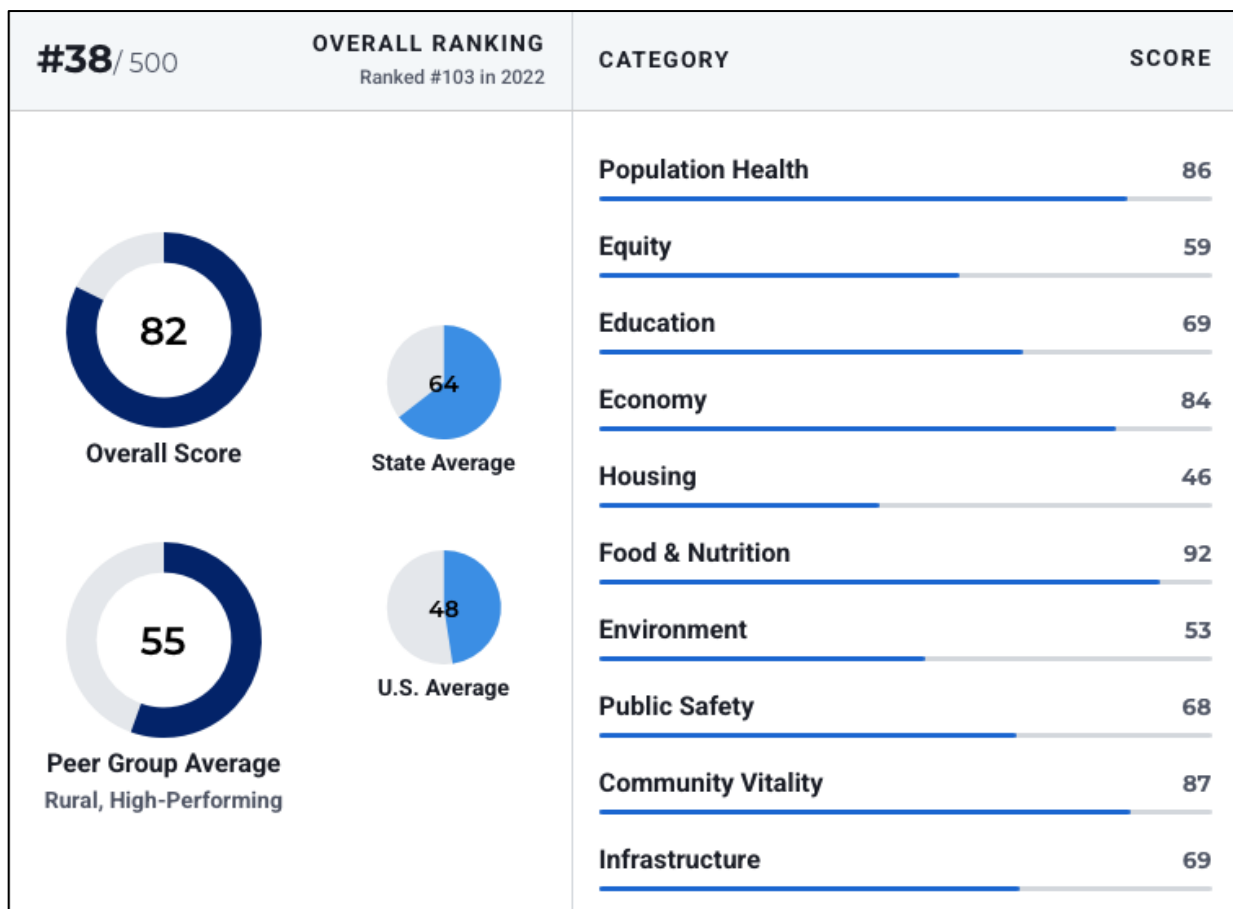 #38/ 500
OVERALL RANKING
Ranked #103 in 2022
82
Overall Score
64
State Average
55
Peer Group Average
Rural, High-Performing
48
U.S. Average
CATEGORY SCORE
Population Health 86
Equity 59
Education 69
Economy 84
Housing 46
Food & Nutrition 92
Environment 53
Public Safety 68
Community Vitality 87
Infrastructure 69